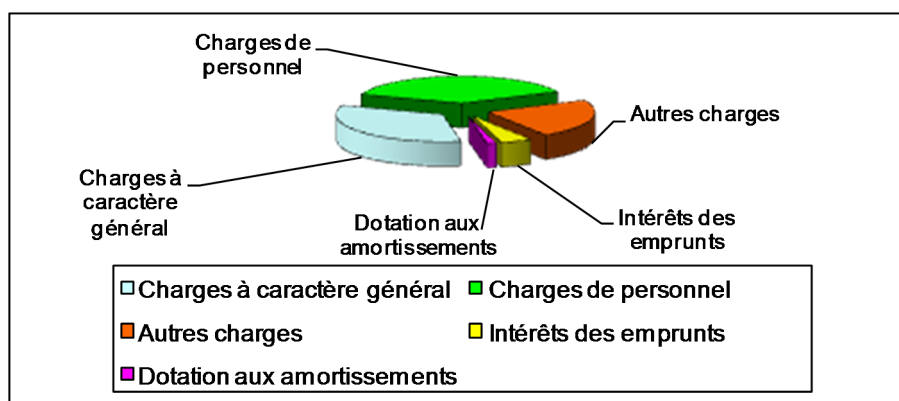 Charges de
personnel
Autres charges
Charges à
caractère
général
Dotation aux
amortissements
Intérêts des
emprunts
Charges à caractère général
Charges de personnel
Autres charges
Intérêts des emprunts
Dotation aux amortissements